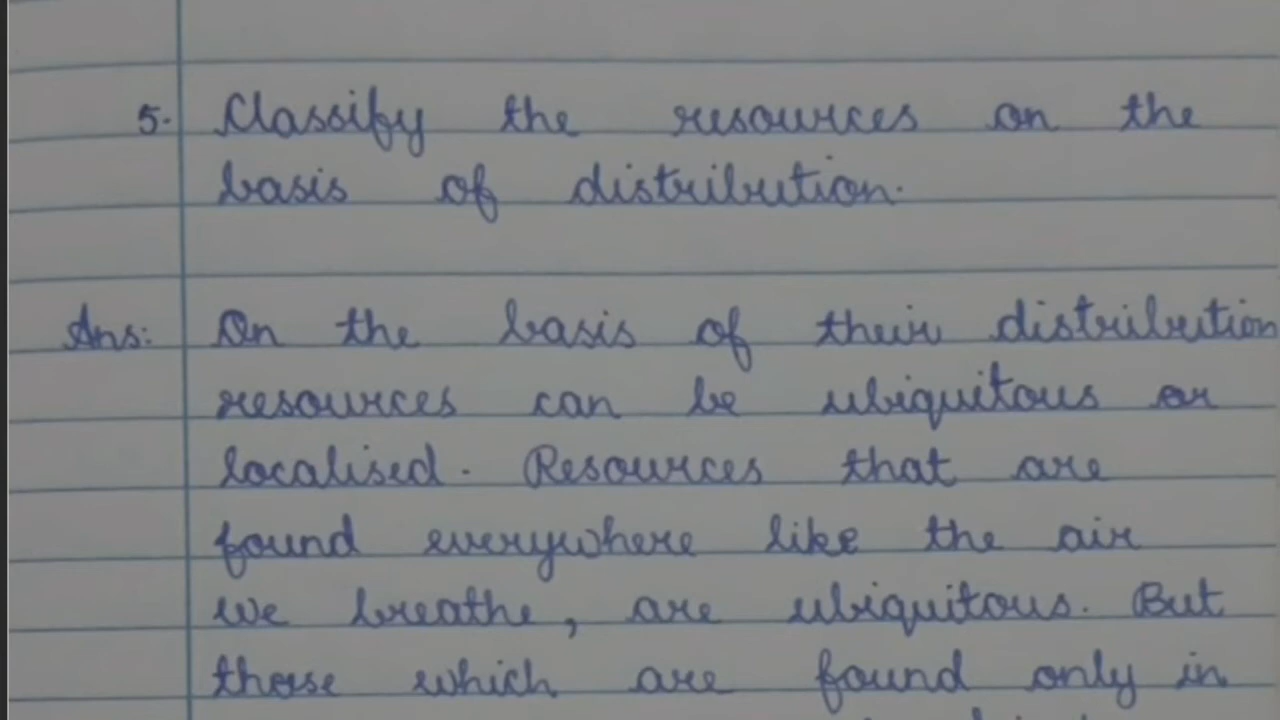 5. Classify the resources on the
basis of distribution.
Ans: On the basis of their distribution
resources can be ubiquitous or
localised. Resources that are
found everywhere like the air
we breathe, are ubiquitous. But
those which are found only in